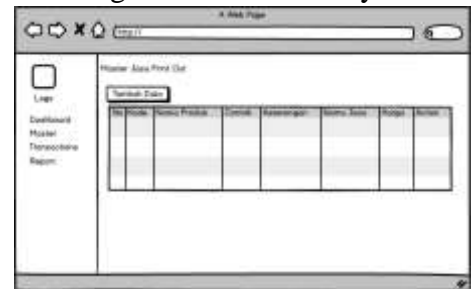 A Web Page
http://
Logo
Dashboard
Master
Transactions
Report
Master Jasa Print Out
Tambah Data
No Kode Nama Produk Contoh Keterangan Nama Jasa Harga Action